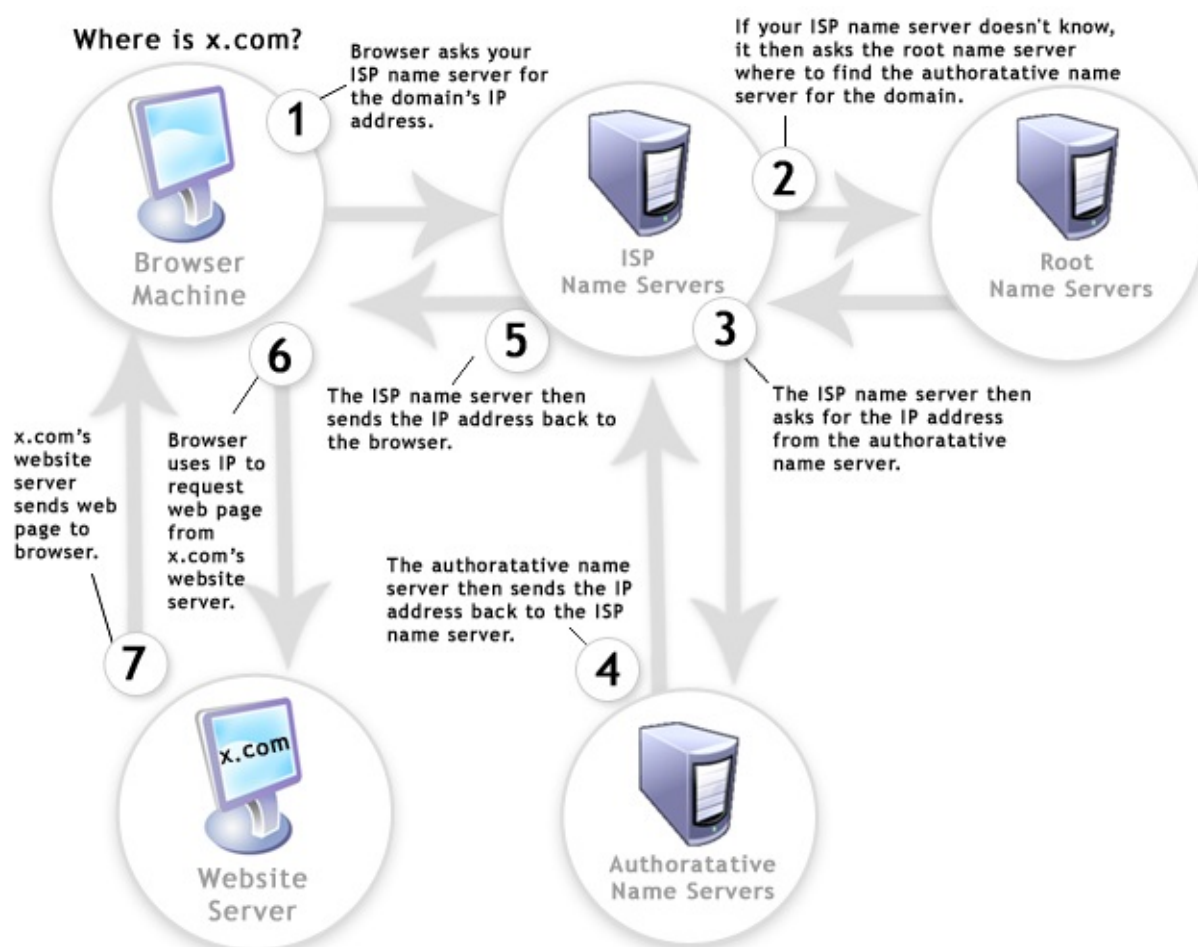 Where is x.com?
1
Browser asks your
ISP name server for
the domain's IP
address.
If your ISP name server doesn't know,
it then asks the root name server
where to find the authoratative name
server for the domain.
2
Browser
Machine
ISP
Name Servers
Root
Name Servers
6
5
3
The ISP name server then
sends the IP address back to
the browser.
The ISP name server then
asks for the IP address
from the authoratative
name server.
x.com's
website
server
sends web
page to
browser.
Browser
uses IP to
request
web page
from
x.com's
website
server.
The authoratative name
server then sends the IP
address back to the ISP
name server.
7
4
x.com
Website
Server
Authoratative
Name Servers